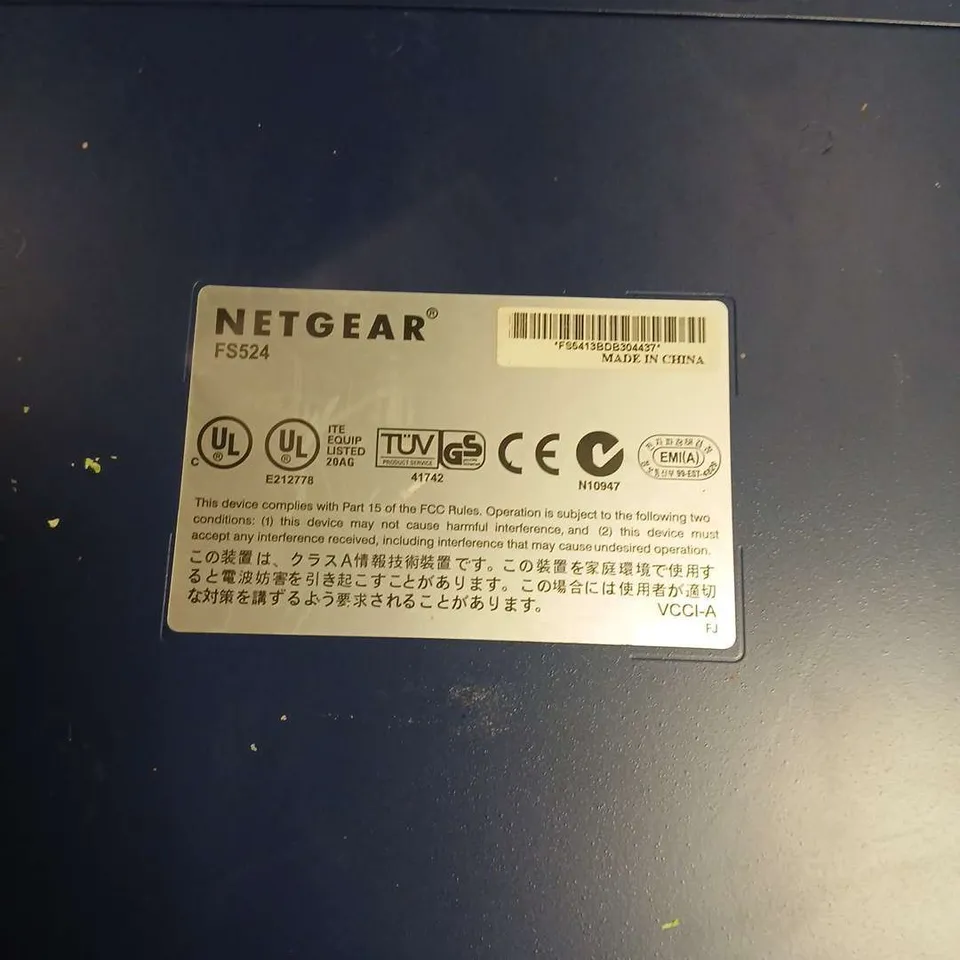 NETGEAR®
FS524
*FS5413BDB304437*
MADE IN CHINA
C UL ®
UL ®
ITE
EQUIP
LISTED
20AG
E212778
TÜV
PRODUCT SERVICE
GS
41742
CE
N10947
EMI(A)
This device complies with Part 15 of the FCC Rules. Operation is subject to the following two
conditions: (1) this device may not cause harmful interference, and (2) this device must
accept any interference received, including interference that may cause undesired operation.
この装置は、クラスA情報技術装置です。この装置を家庭環境で使用す
ると電波妨害を引き起こすことがあります。この場合には使用者が適切
な対策を講ずるよう要求されることがあります。
VCCI-A
FJ